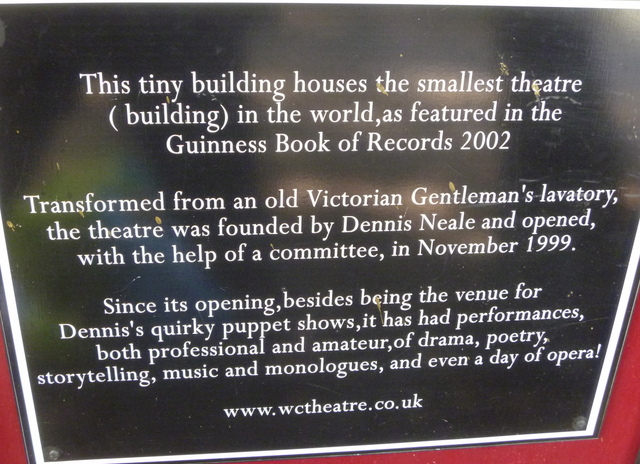 This tiny building houses the smallest theatre
( building) in the world,as featured in the
Guinness Book of Records 2002
Transformed from an old Victorian Gentleman's lavatory,
the theatre was founded by Dennis Neale and opened,
with the help of a committee, in November 1999.
Since its opening,besides being the venue for
Dennis's quirky puppet shows,it has had performances,
both professional and amateur,of drama, poetry,
storytelling, music and monologues, and even a day of opera!
www.wctheatre.co.uk